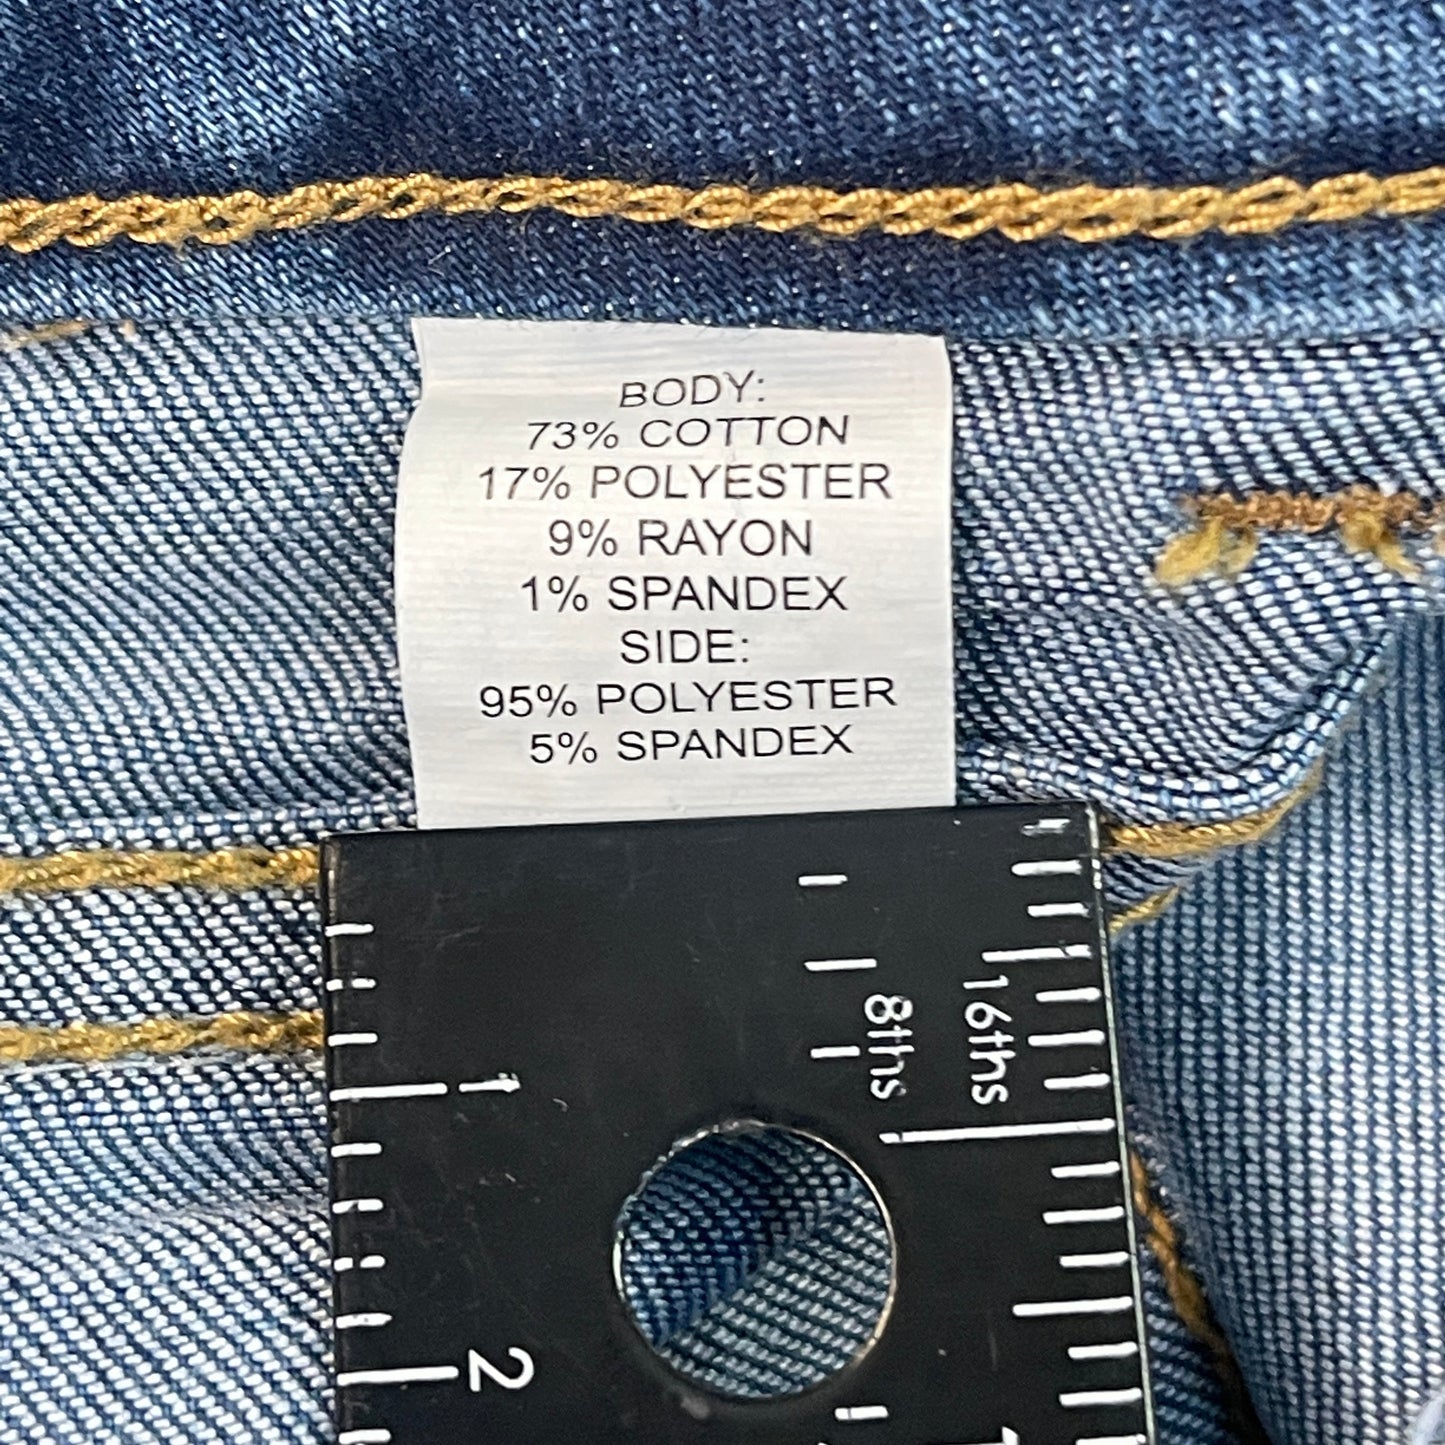 BODY:
73% COTTON
17% POLYESTER
9% RAYON
1% SPANDEX
SIDE:
95% POLYESTER
5% SPANDEX
8ths
16ths
1
2